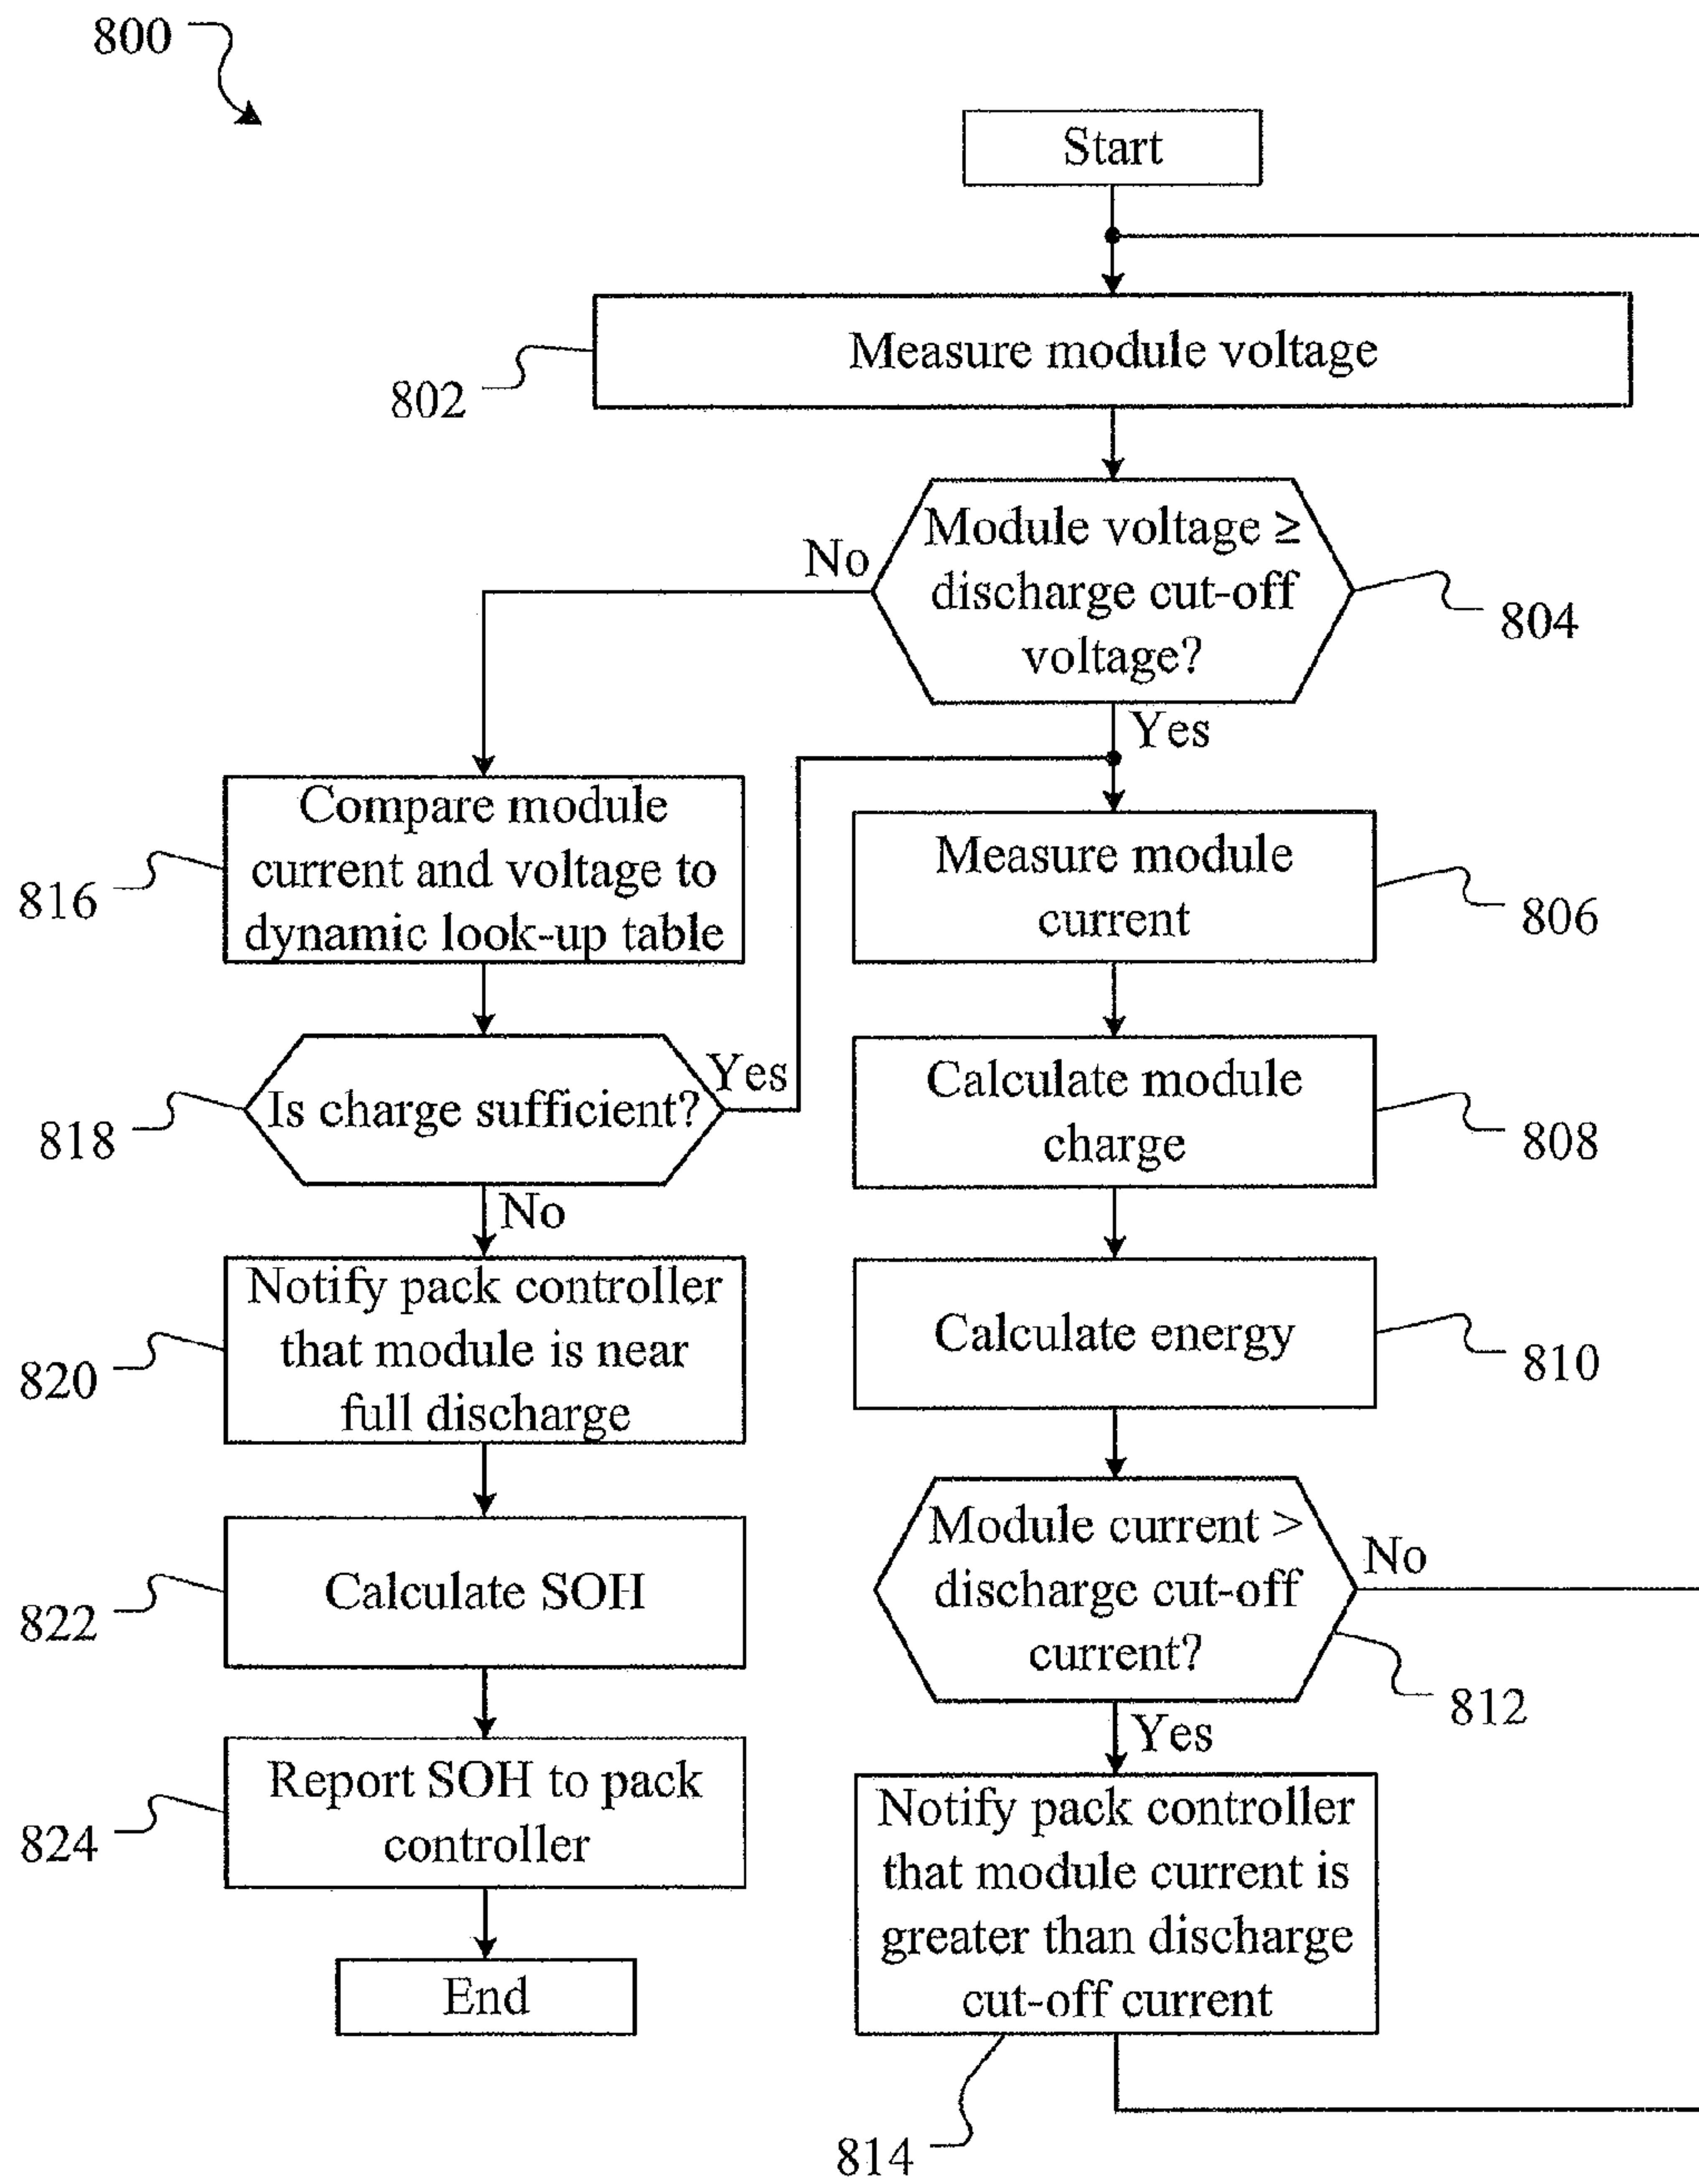 800
Start
Measure module voltage
802
Module voltage ≥
discharge cut-off
voltage?
804
No
Yes
Compare module
current and voltage to
dynamic look-up table
816
Measure module
current
806
Is charge sufficient?
818
Yes
No
Calculate module
charge
808
Notify pack controller
that module is near
full discharge
820
Calculate energy
810
Calculate SOH
822
Module current >
discharge cut-off
current?
812
No
Yes
Report SOH to pack
controller
824
Notify pack controller
that module current is
greater than discharge
cut-off current
814
End